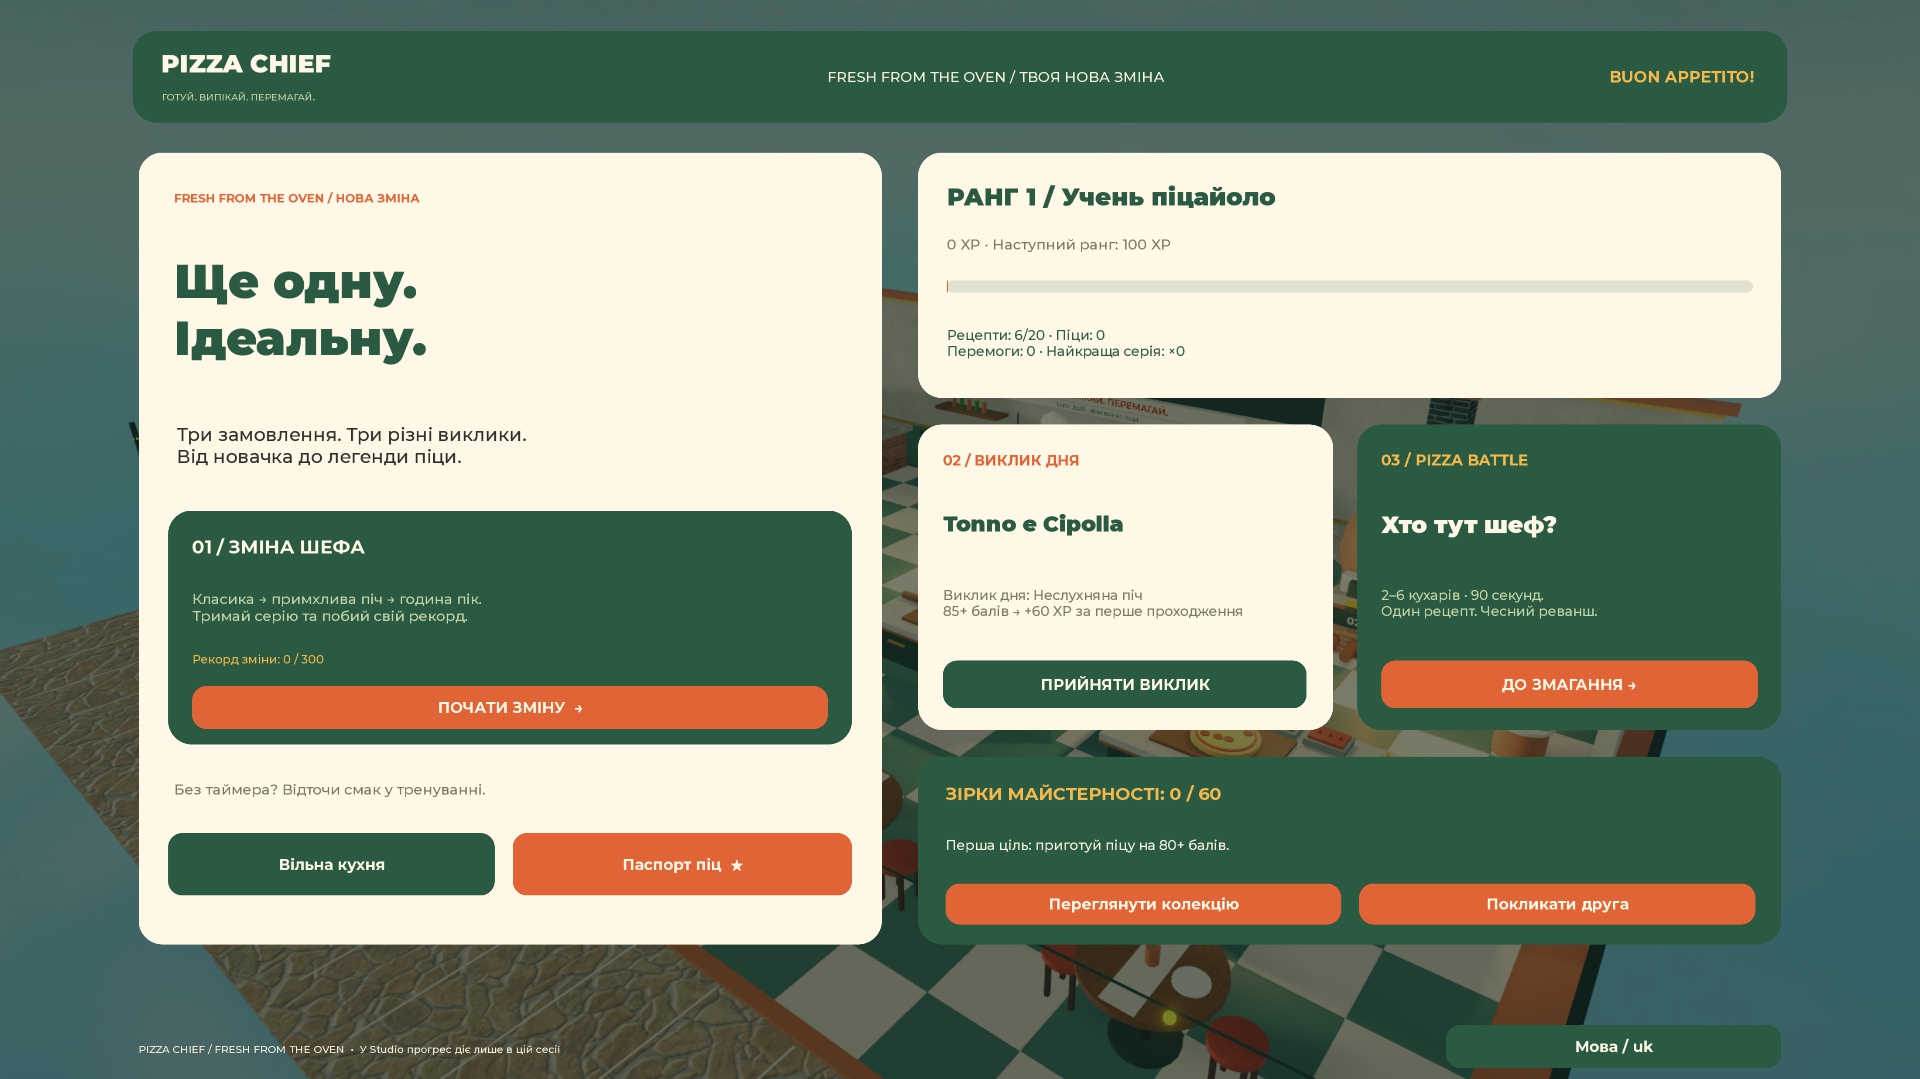 PIZZA CHIEF
ГОТУЙ. ВИПІКАЙ. ПЕРЕМАГАЙ.
FRESH FROM THE OVEN / ТВОЯ НОВА ЗМІНА
BUON APPETITO!
FRESH FROM THE OVEN / НОВА ЗМІНА
Ще одну.
Ідеальну.
Три замовлення. Три різні виклики.
Від новачка до легенди піци.
01 / ЗМІНА ШЕФА
Класика → примхлива піч → година пік.
Тримай серію та побий свій рекорд.
Рекорд зміни: 0 / 300
ПОЧАТИ ЗМІНУ →
Без таймера? Відточи смак у тренуванні.
Вільна кухня
Паспорт піц ★
РАНГ 1 / Учень піцайоло
0 XP · Наступний ранг: 100 XP
Рецепти: 6/20 · Піци: 0
Перемоги: 0 · Найкраща серія: ×0
ПЕРЕМАГАЙ.
02 / ВИКЛИК ДНЯ
Tonno e Cipolla
Виклик дня: Неслухняна піч
85+ балів → +60 XP за перше проходження
ПРИЙНЯТИ ВИКЛИК
03 / PIZZA BATTLE
Хто тут шеф?
2–6 кухарів · 90 секунд.
Один рецепт. Чесний реванш.
ДО ЗМАГАННЯ →
ЗІРКИ МАЙСТЕРНОСТІ: 0 / 60
Перша ціль: приготуй піцу на 80+ балів.
Переглянути колекцію
Покликати друга
PIZZA CHIEF / FRESH FROM THE OVEN • У Studio прогрес діє лише в цій сесії
Мова / uk